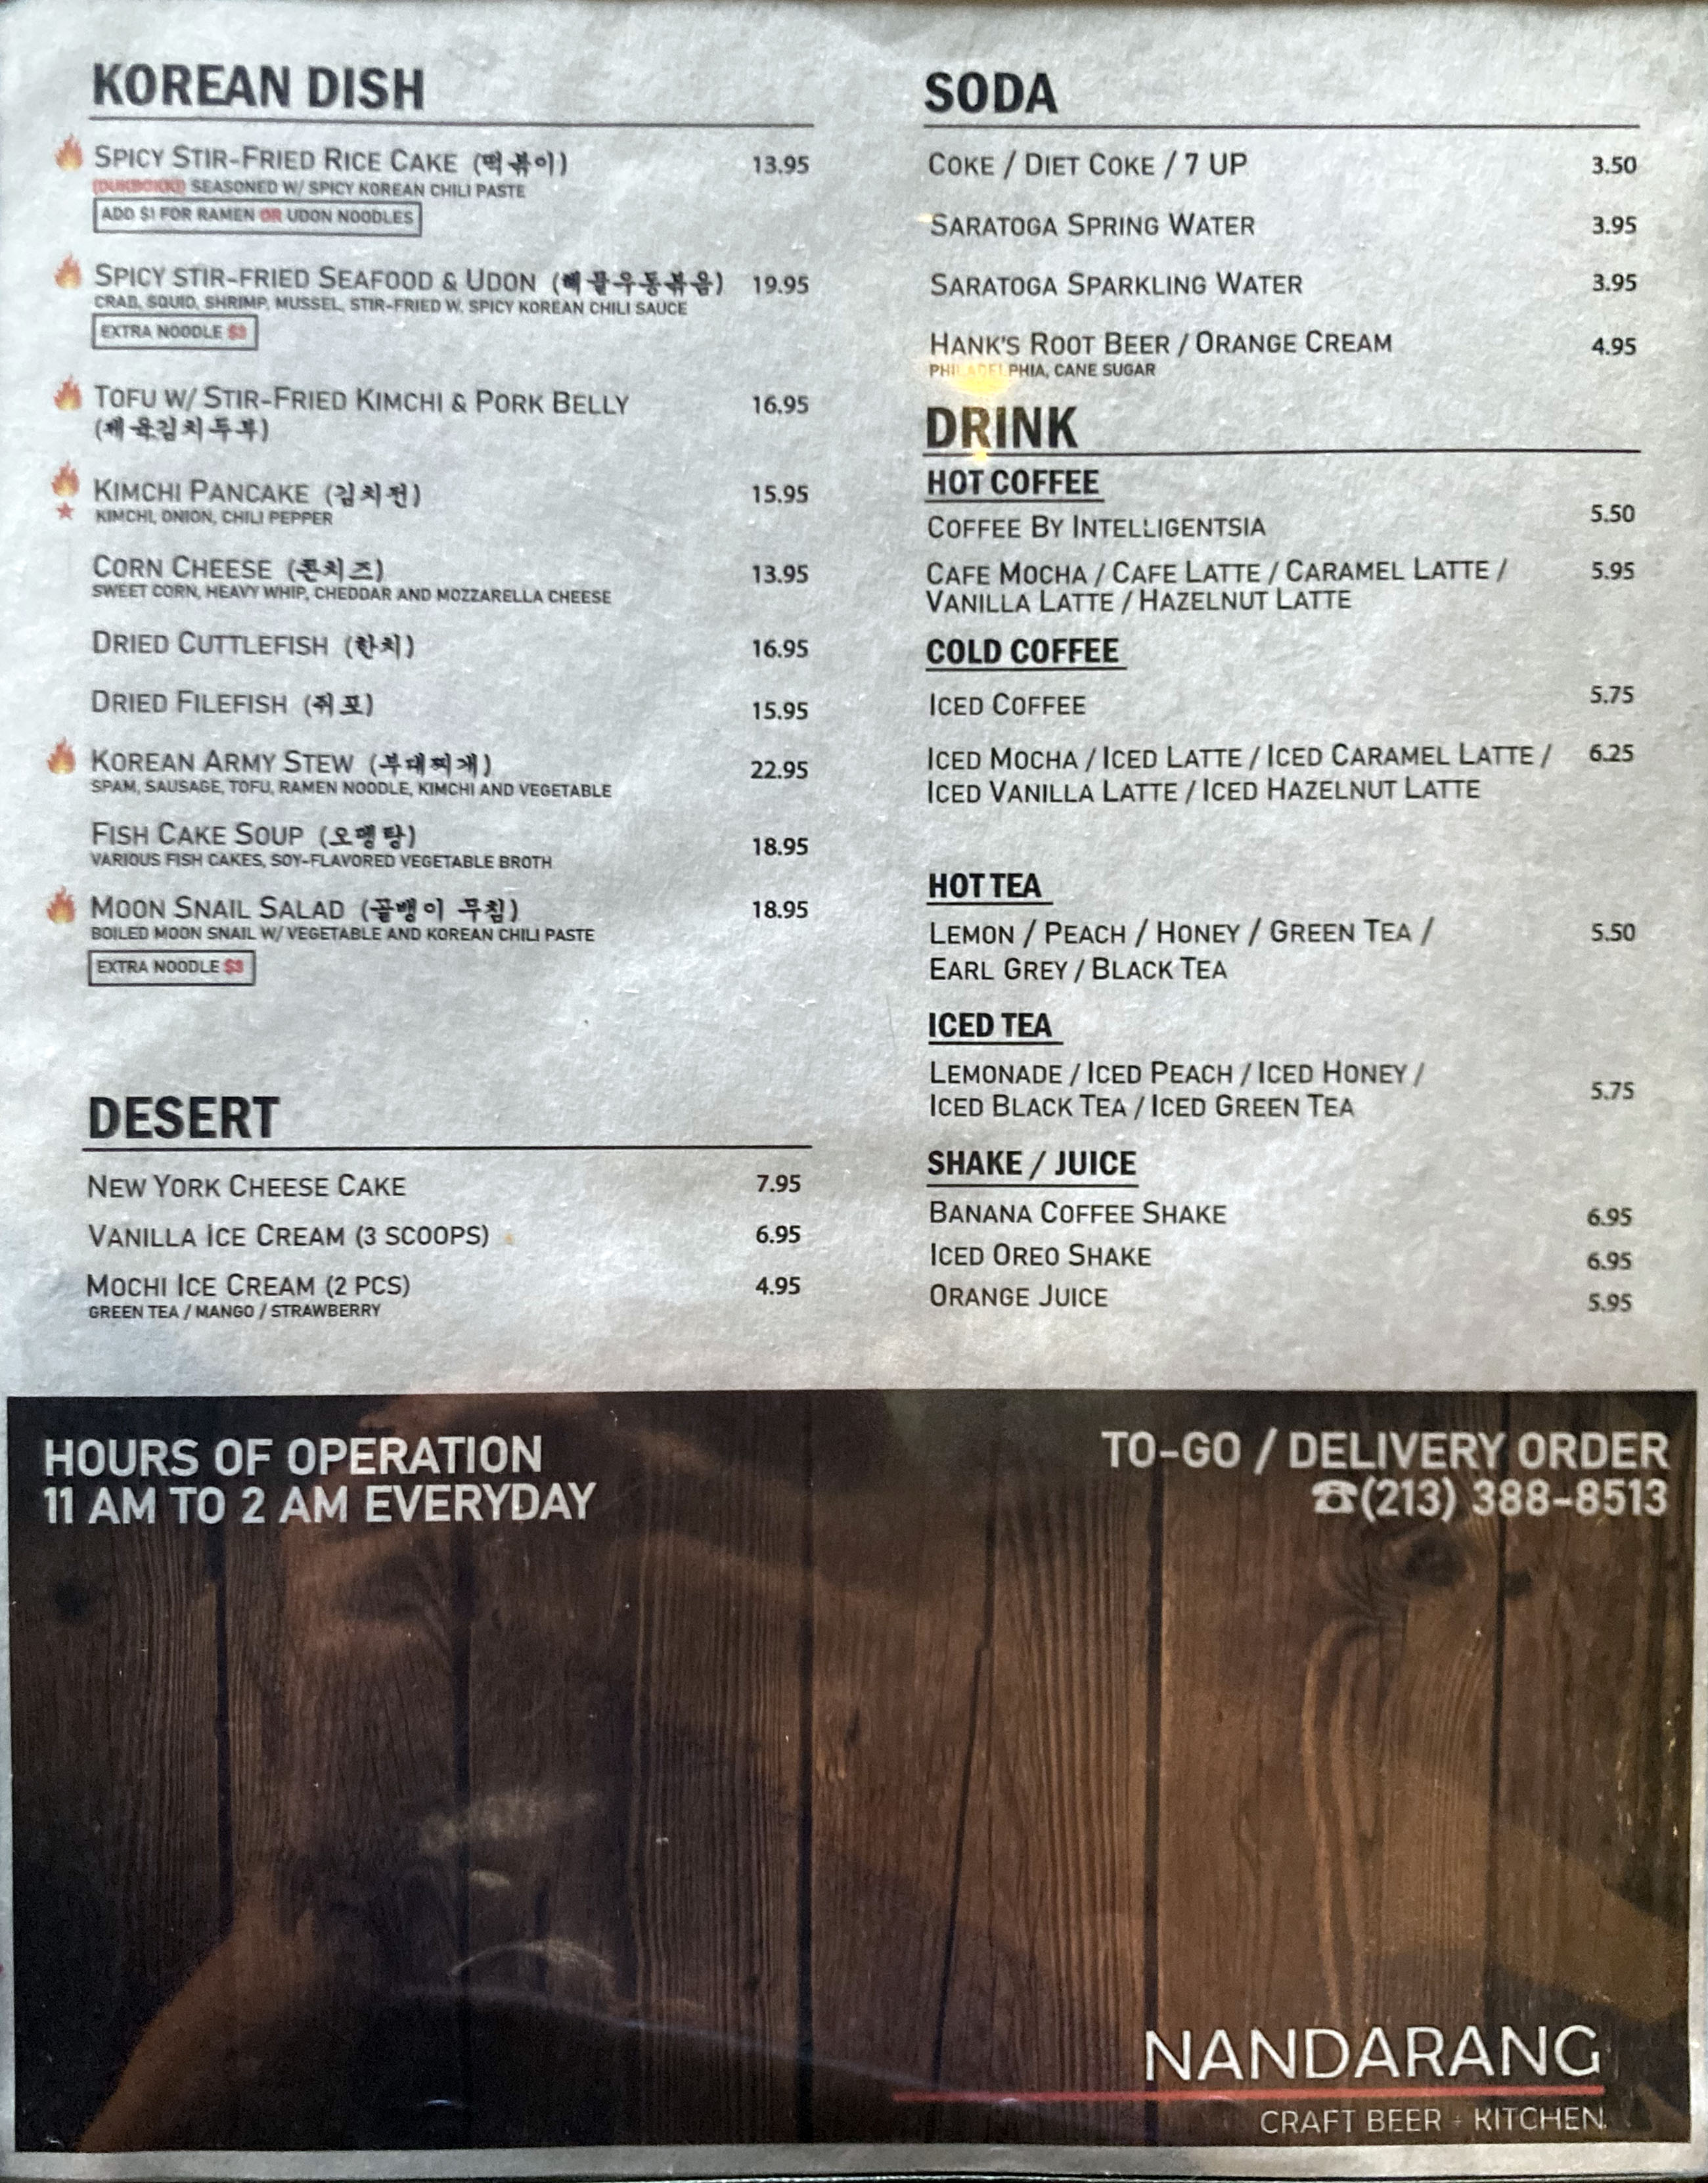 KOREAN DISH
SPICY STIR-FRIED RICE CAKE (떡볶이) 13.95
(DUKBOKKI) SEASONED W/ SPICY KOREAN CHILI PASTE
ADD $1 FOR RAMEN OR UDON NOODLES
SPICY STIR-FRIED SEAFOOD & UDON (해물우동볶음) 19.95
CRAB, SQUID, SHRIMP, MUSSEL, STIR-FRIED W. SPICY KOREAN CHILI SAUCE
EXTRA NOODLE $3
TOFU W/ STIR-FRIED KIMCHI & PORK BELLY 16.95
(제육김치두부)
KIMCHI PANCAKE (김치전) 15.95
KIMCHI, ONION, CHILI PEPPER
CORN CHEESE (콘치즈) 13.95
SWEET CORN, HEAVY WHIP, CHEDDAR AND MOZZARELLA CHEESE
DRIED CUTTLEFISH (한치) 16.95
DRIED FILEFISH (쥐포) 15.95
KOREAN ARMY STEW (부대찌개) 22.95
SPAM, SAUSAGE, TOFU, RAMEN NOODLE, KIMCHI AND VEGETABLE
FISH CAKE SOUP (오뎅탕) 18.95
VARIOUS FISH CAKES, SOY-FLAVORED VEGETABLE BROTH
MOON SNAIL SALAD (골뱅이 무침) 18.95
BOILED MOON SNAIL W/ VEGETABLE AND KOREAN CHILI PASTE
EXTRA NOODLE $3
DESERT
NEW YORK CHEESE CAKE 7.95
VANILLA ICE CREAM (3 SCOOPS) 6.95
MOCHI ICE CREAM (2 PCS) 4.95
GREEN TEA / MANGO / STRAWBERRY
SODA
COKE / DIET COKE / 7 UP 3.50
SARATOGA SPRING WATER 3.95
SARATOGA SPARKLING WATER 3.95
HANK'S ROOT BEER / ORANGE CREAM 4.95
PHILADELPHIA, CANE SUGAR
DRINK
HOT COFFEE
COFFEE BY INTELLIGENTSIA 5.50
CAFE MOCHA / CAFE LATTE / CARAMEL LATTE / 5.95
VANILLA LATTE / HAZELNUT LATTE
COLD COFFEE
ICED COFFEE 5.75
ICED MOCHA / ICED LATTE / ICED CARAMEL LATTE / 6.25
ICED VANILLA LATTE / ICED HAZELNUT LATTE
HOT TEA
LEMON / PEACH / HONEY / GREEN TEA / 5.50
EARL GREY / BLACK TEA
ICED TEA
LEMONADE / ICED PEACH / ICED HONEY / 5.75
ICED BLACK TEA / ICED GREEN TEA
SHAKE / JUICE
BANANA COFFEE SHAKE 6.95
ICED OREO SHAKE 6.95
ORANGE JUICE 5.95
HOURS OF OPERATION
11 AM TO 2 AM EVERYDAY
TO-GO / DELIVERY ORDER
☎(213) 388-8513
NANDARANG
CRAFT BEER + KITCHEN